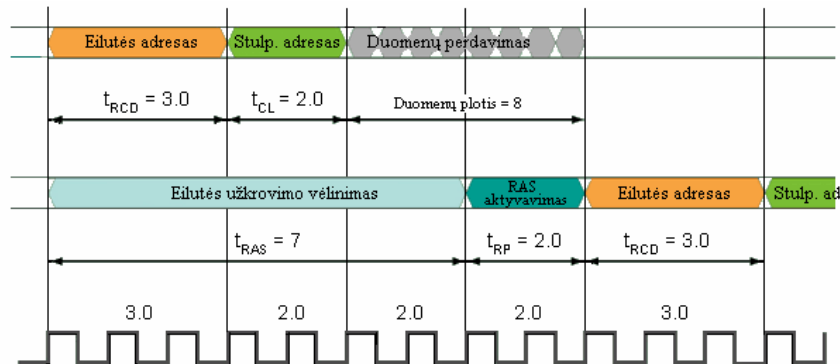 Eilutės adresas Stulp. adresas Duomenų perdavimas
tRCD = 3.0 tCL = 2.0 Duomenų plotis = 8
Eilutės užkrovimo vėlinimas RAS aktyvavimas Eilutės adresas Stulp. ad
tRAS = 7 tRP = 2.0 tRCD = 3.0
3.0 2.0 2.0 2.0 3.0